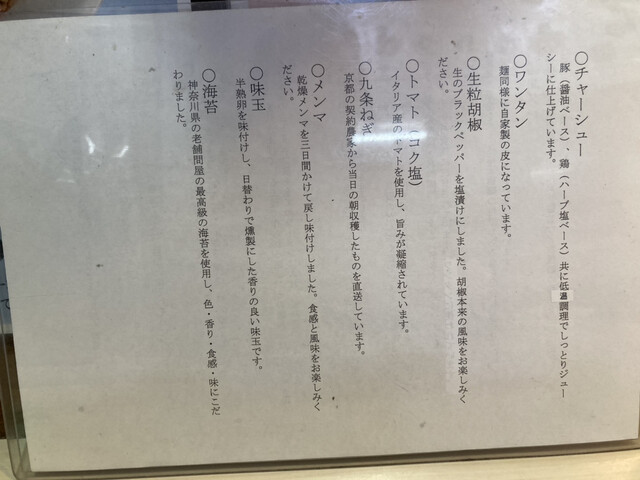 〇チャーシュー
豚（醤油ベース）、鶏（ハーブ塩ベース）共に低温調理でしっとりジュー
シーに仕上げています。
〇ワンタン
麺同様に自家製の皮になっています。
〇生粒胡椒
生のブラックペッパーを塩漬けにしました。胡椒本来の風味をお楽しみく
ださい。
〇トマト（コク塩）
イタリア産のトマトを使用し、旨みが凝縮されています。
〇九条ねぎ
京都の契約農家から当日の朝収穫したものを直送しています。
〇メンマ
乾燥メンマを三日間かけて戻し味付けしました。食感と風味をお楽しみく
ださい。
〇味玉
半熟卵を味付けし、日替わりで燻製にした香りの良い味玉です。
〇海苔
神奈川県の老舗問屋の最高級の海苔を使用し、色・香り・食感・味にこだ
わりました。